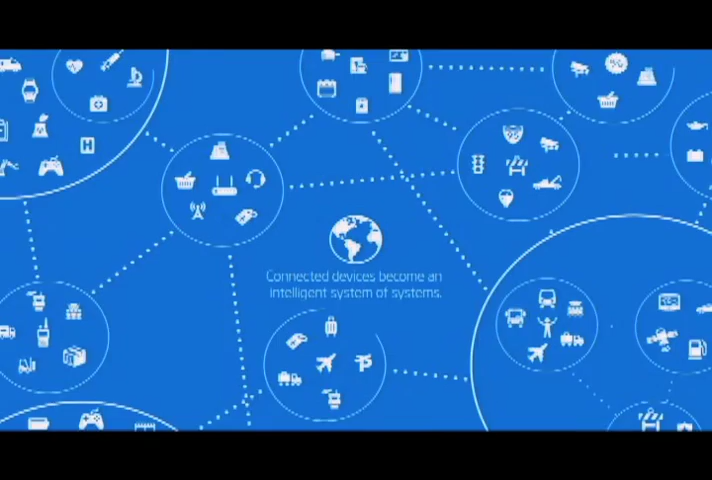 Connected devices become an
intelligent system of systems.